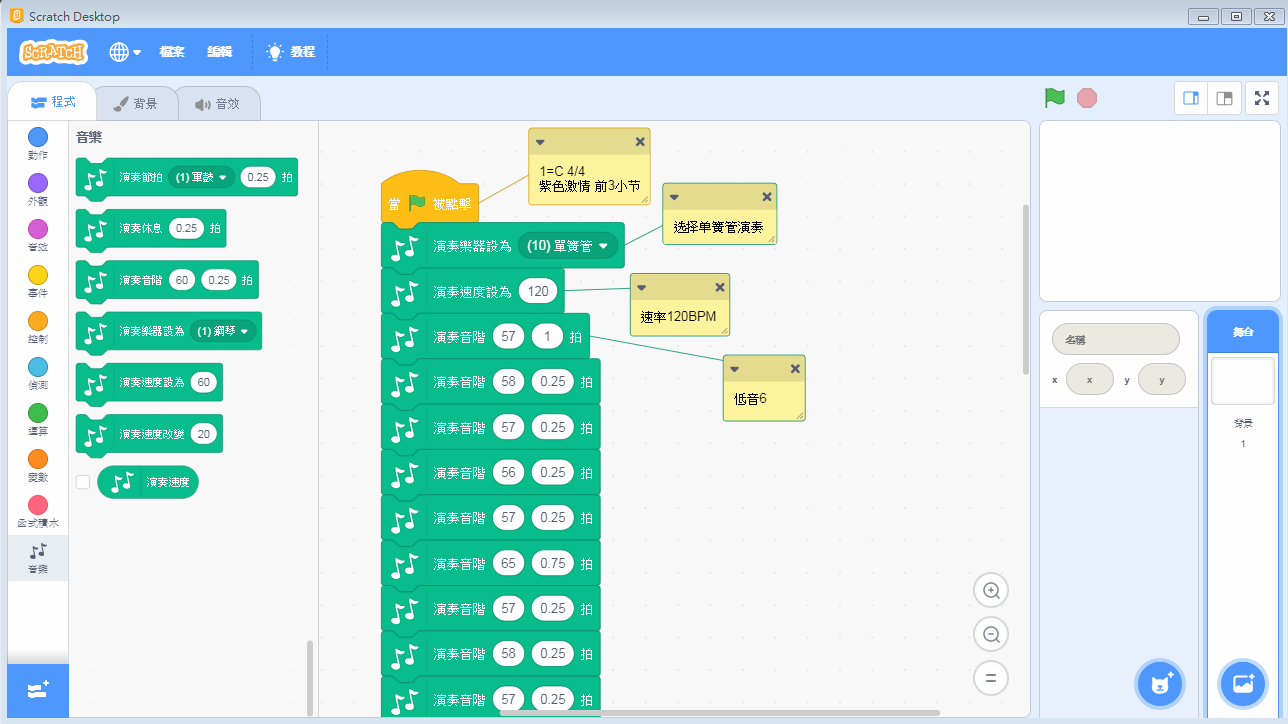 Scratch Desktop
SCRATCH
檔案
編輯
教程
程式
背景
音效
動作
外觀
音效
事件
控制
偵測
運算
變數
函式積木
音樂
音樂
演奏節拍 (1) 軍鼓 0.25 拍
演奏休息 0.25 拍
演奏音階 60 0.25 拍
演奏樂器設為 (1) 鋼琴
演奏速度設為 60
演奏速度改變 20
演奏速度
當 被點擊
演奏樂器設為 (10) 單簧管
演奏速度設為 120
演奏音階 57 1 拍
演奏音階 58 0.25 拍
演奏音階 57 0.25 拍
演奏音階 56 0.25 拍
演奏音階 57 0.25 拍
演奏音階 65 0.75 拍
演奏音階 57 0.25 拍
演奏音階 58 0.25 拍
演奏音階 57 0.25 拍
1=C 4/4
紫色激情 前3小节
选择单簧管演奏
速率120BPM
低音6
名稱
x x y y
舞台
背景
1